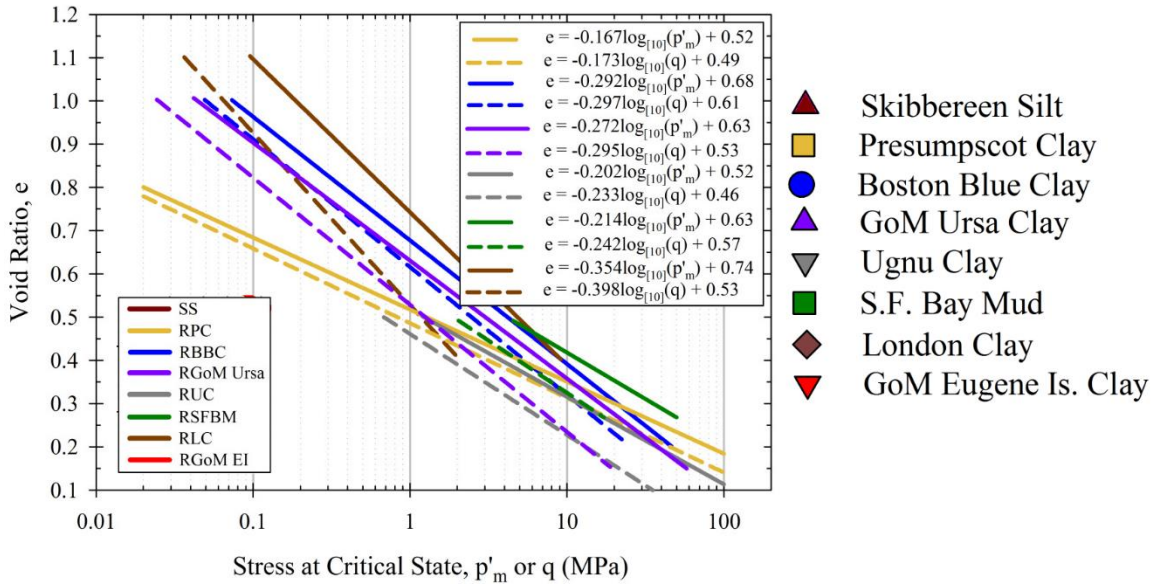 1.2
1.1
1.0
0.9
0.8
0.7
0.6
0.5
0.4
0.3
0.2
0.1
Void Ratio, e
0.01
0.1
1
10
100
Stress at Critical State, p'm or q (MPa)
e = -0.167log[10](p'm) + 0.52
e = -0.173log[10](q) + 0.49
e = -0.292log[10](p'm) + 0.68
e = -0.297log[10](q) + 0.61
e = -0.272log[10](p'm) + 0.63
e = -0.295log[10](q) + 0.53
e = -0.202log[10](p'm) + 0.52
e = -0.233log[10](q) + 0.46
e = -0.214log[10](p'm) + 0.63
e = -0.242log[10](q) + 0.57
e = -0.354log[10](p'm) + 0.74
e = -0.398log[10](q) + 0.53
SS
RPC
RBBC
RGoM Ursa
RUC
RSFBM
RLC
RGoM EI
Skibbereen Silt
Presumpscot Clay
Boston Blue Clay
GoM Ursa Clay
Ugnu Clay
S.F. Bay Mud
London Clay
GoM Eugene Is. Clay